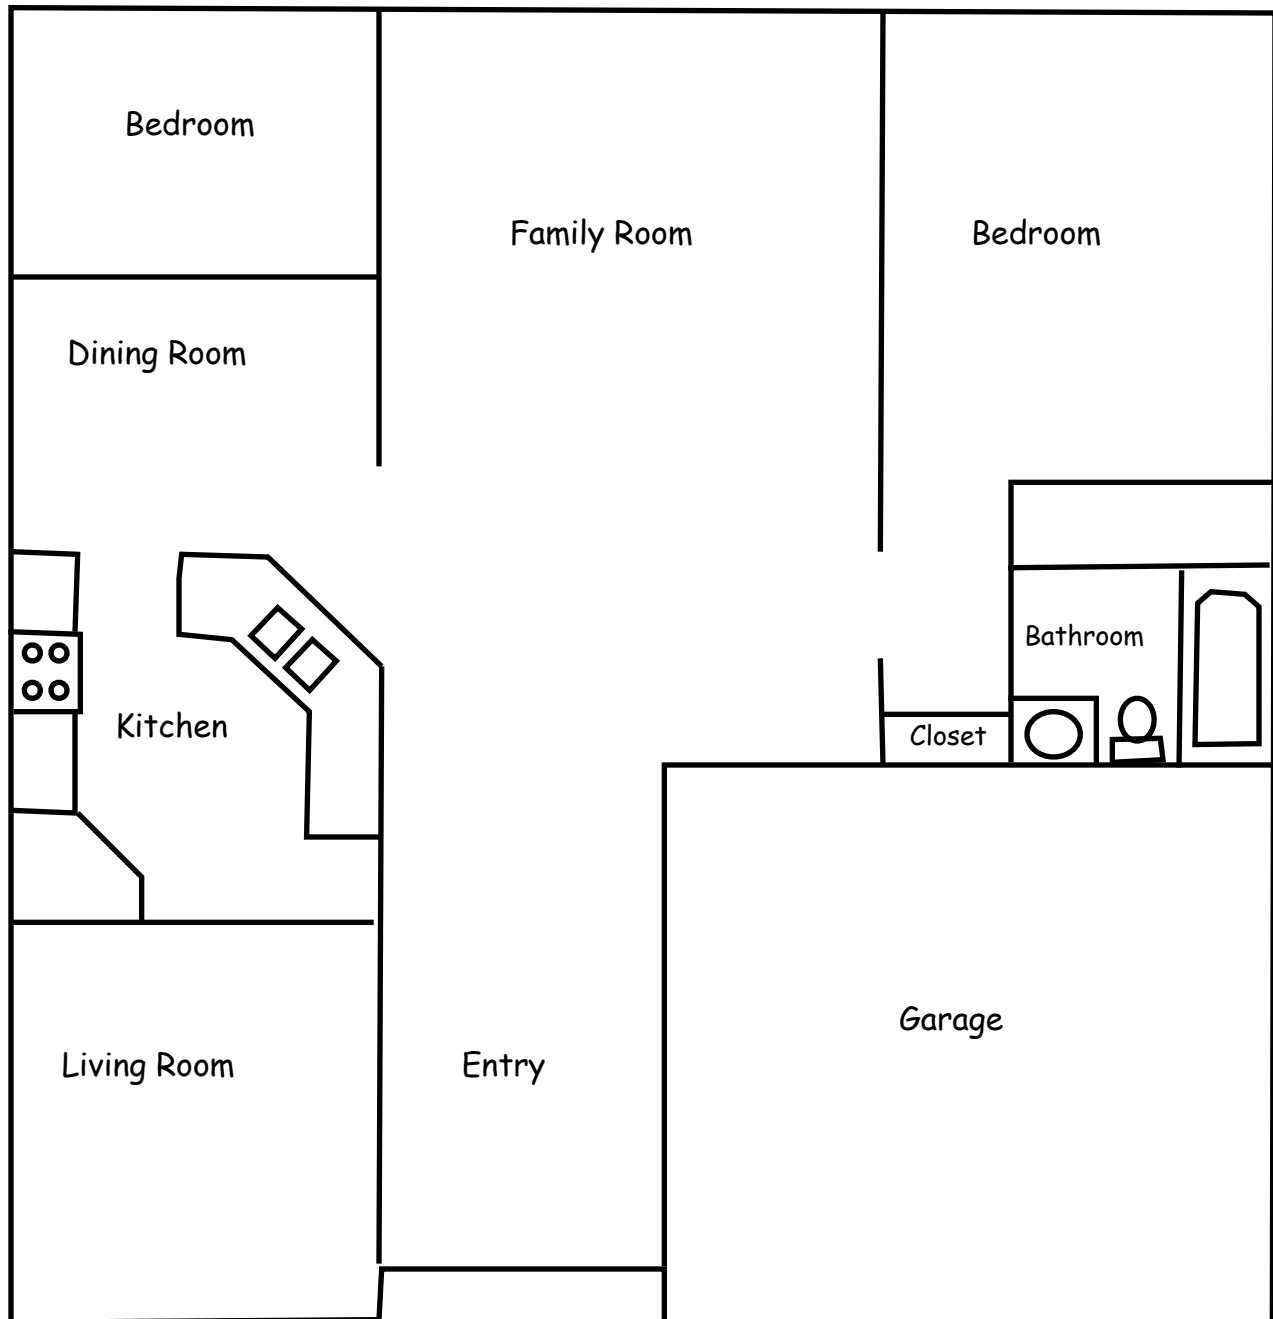 Bedroom
Family Room
Bedroom
Dining Room
Bathroom
Kitchen
Closet
Garage
Living Room
Entry